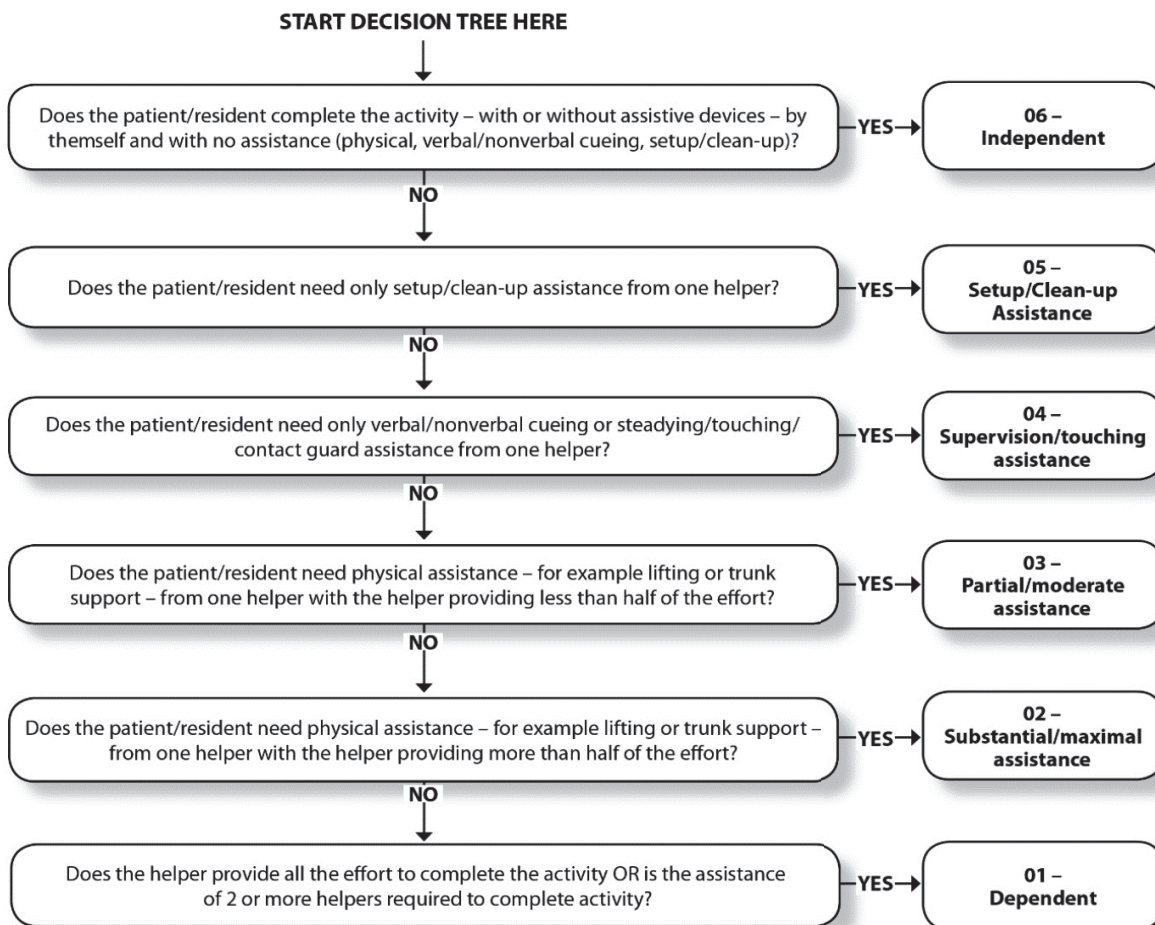 START DECISION TREE HERE
Does the patient/resident complete the activity – with or without assistive devices – by
themself and with no assistance (physical, verbal/nonverbal cueing, setup/clean-up)?
YES
06 –
Independent
NO
Does the patient/resident need only setup/clean-up assistance from one helper?
YES
05 –
Setup/Clean-up
Assistance
NO
Does the patient/resident need only verbal/nonverbal cueing or steadying/touching/
contact guard assistance from one helper?
YES
04 –
Supervision/touching
assistance
NO
Does the patient/resident need physical assistance – for example lifting or trunk
support – from one helper with the helper providing less than half of the effort?
YES
03 –
Partial/moderate
assistance
NO
Does the patient/resident need physical assistance – for example lifting or trunk support –
from one helper with the helper providing more than half of the effort?
YES
02 –
Substantial/maximal
assistance
NO
Does the helper provide all the effort to complete the activity OR is the assistance
of 2 or more helpers required to complete activity?
YES
01 –
Dependent